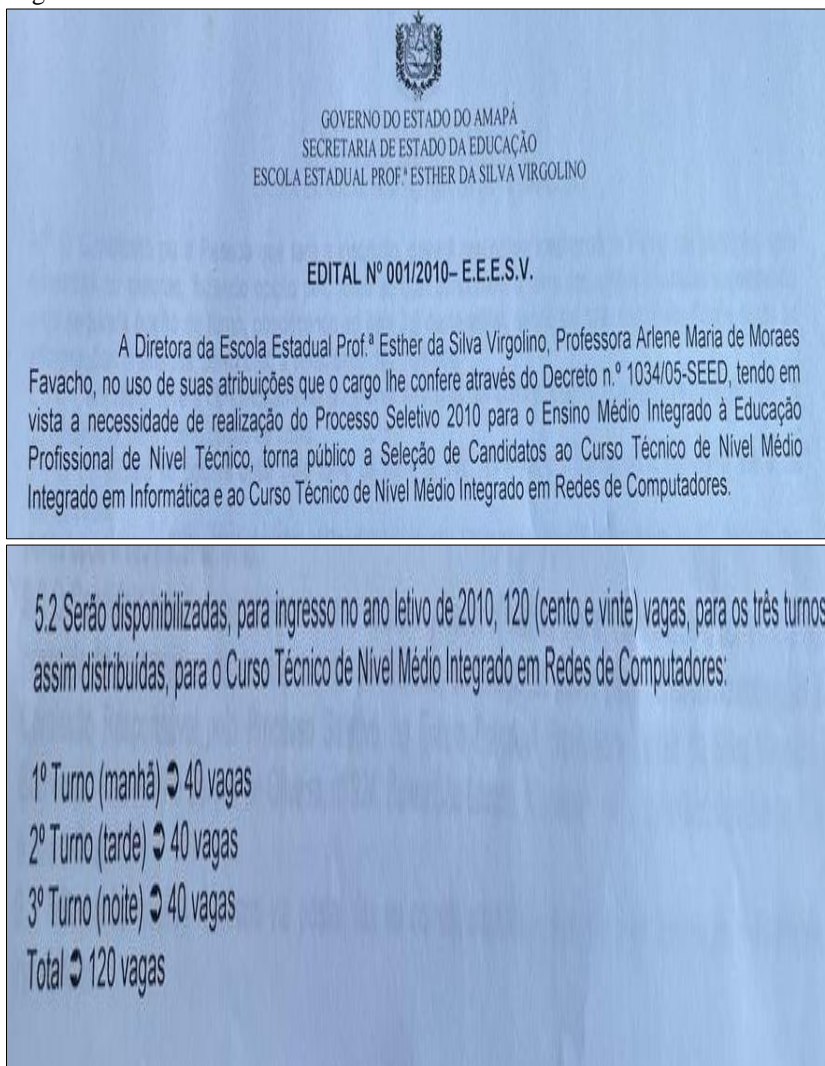 GOVERNO DO ESTADO DO AMAPÁ
SECRETARIA DE ESTADO DA EDUCAÇÃO
ESCOLA ESTADUAL PROF.ª ESTHER DA SILVA VIRGOLINO
EDITAL Nº 001/2010– E.E.E.S.V.
A Diretora da Escola Estadual Prof.ª Esther da Silva Virgolino, Professora Arlene Maria de Moraes
Favacho, no uso de suas atribuições que o cargo lhe confere através do Decreto n.º 1034/05-SEED, tendo em
vista a necessidade de realização do Processo Seletivo 2010 para o Ensino Médio Integrado à Educação
Profissional de Nível Técnico, torna público a Seleção de Candidatos ao Curso Técnico de Nível Médio
Integrado em Informática e ao Curso Técnico de Nível Médio Integrado em Redes de Computadores.
5.2 Serão disponibilizadas, para ingresso no ano letivo de 2010, 120 (cento e vinte) vagas, para os três turnos
assim distribuídas, para o Curso Técnico de Nível Médio Integrado em Redes de Computadores:
1º Turno (manhã) ➲ 40 vagas
2º Turno (tarde) ➲ 40 vagas
3º Turno (noite) ➲ 40 vagas
Total ➲ 120 vagas